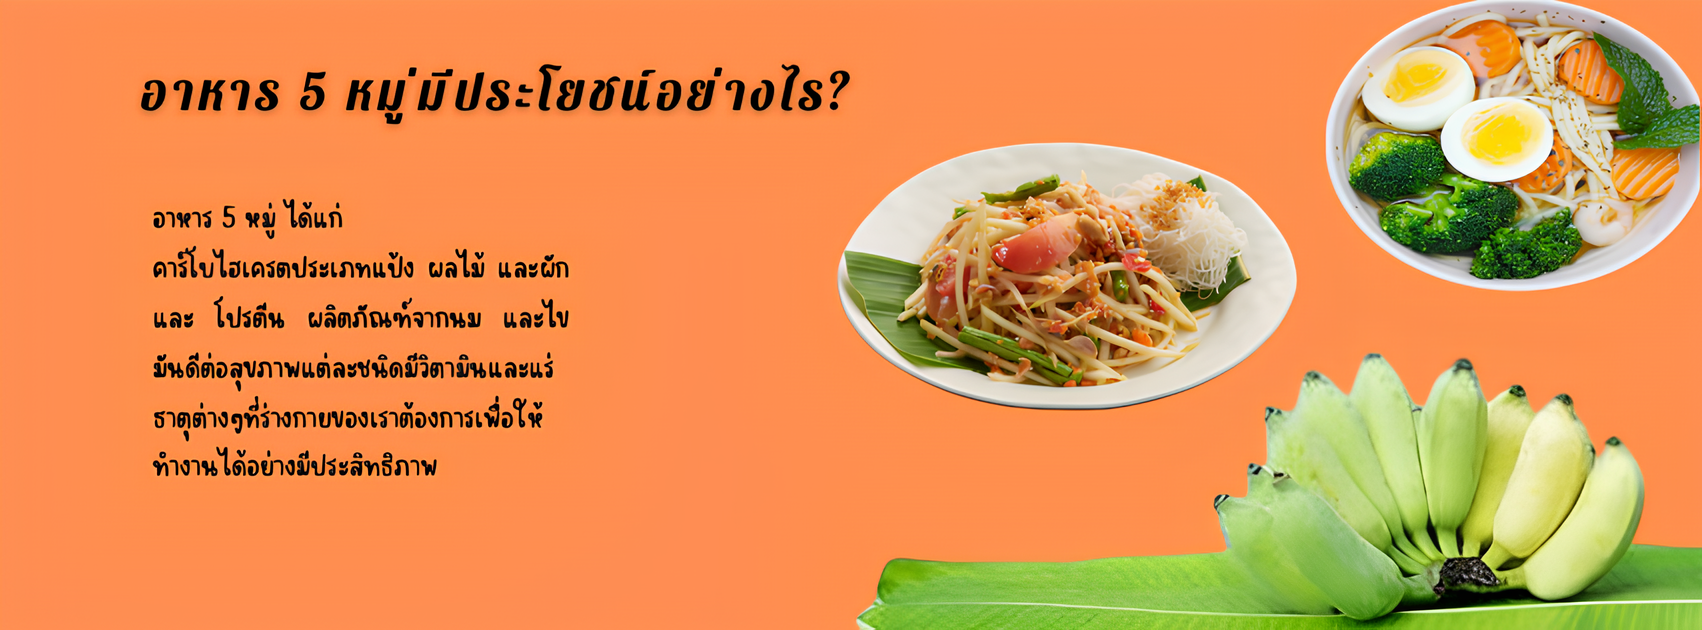 อาหาร 5 หมู่มีประโยชน์อย่างไร?
อาหาร 5 หมู่ ได้แก่
คาร์โบไฮเครตประเภทแป้ง ผลไม้ และผัก
และ โปรตีน ผลิตภัณฑ์จากนม และไข
มันดีต่อสุขภาพแต่ละชนิดมีวิตามินและแร่
ธาตุต่างๆที่ร่างกายของเราต้องการเพื่อให้
ทำงานได้อย่างมีประสิทธิภาพ